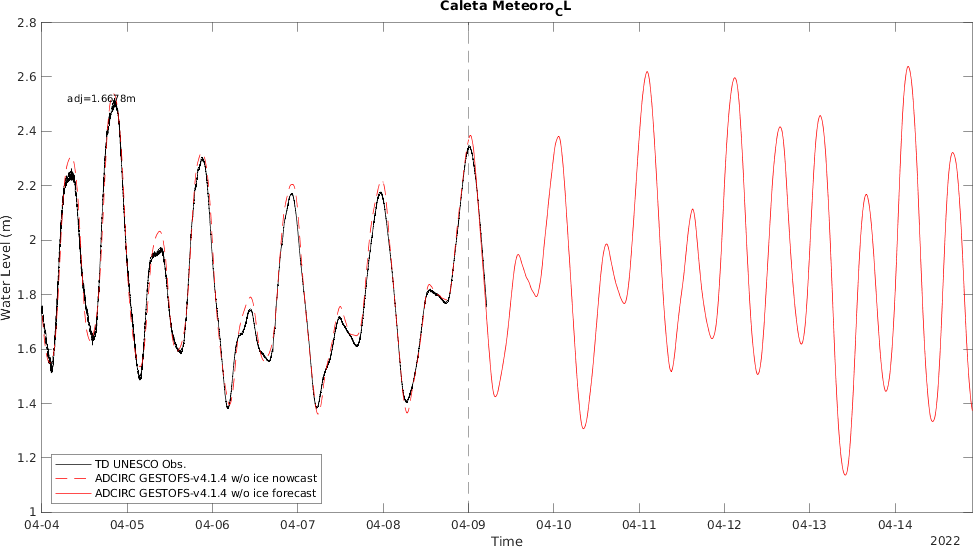 Caleta Meteoro_CL
2.8
2.6
adj=1.6678m
2.4
2.2
2
1.8
1.6
1.4
1.2
1
Water Level (m)
TD UNESCO Obs.
ADCIRC GESTOFS-v4.1.4 w/o ice nowcast
ADCIRC GESTOFS-v4.1.4 w/o ice forecast
04-04 04-05 04-06 04-07 04-08 04-09 04-10 04-11 04-12 04-13 04-14
Time
2022